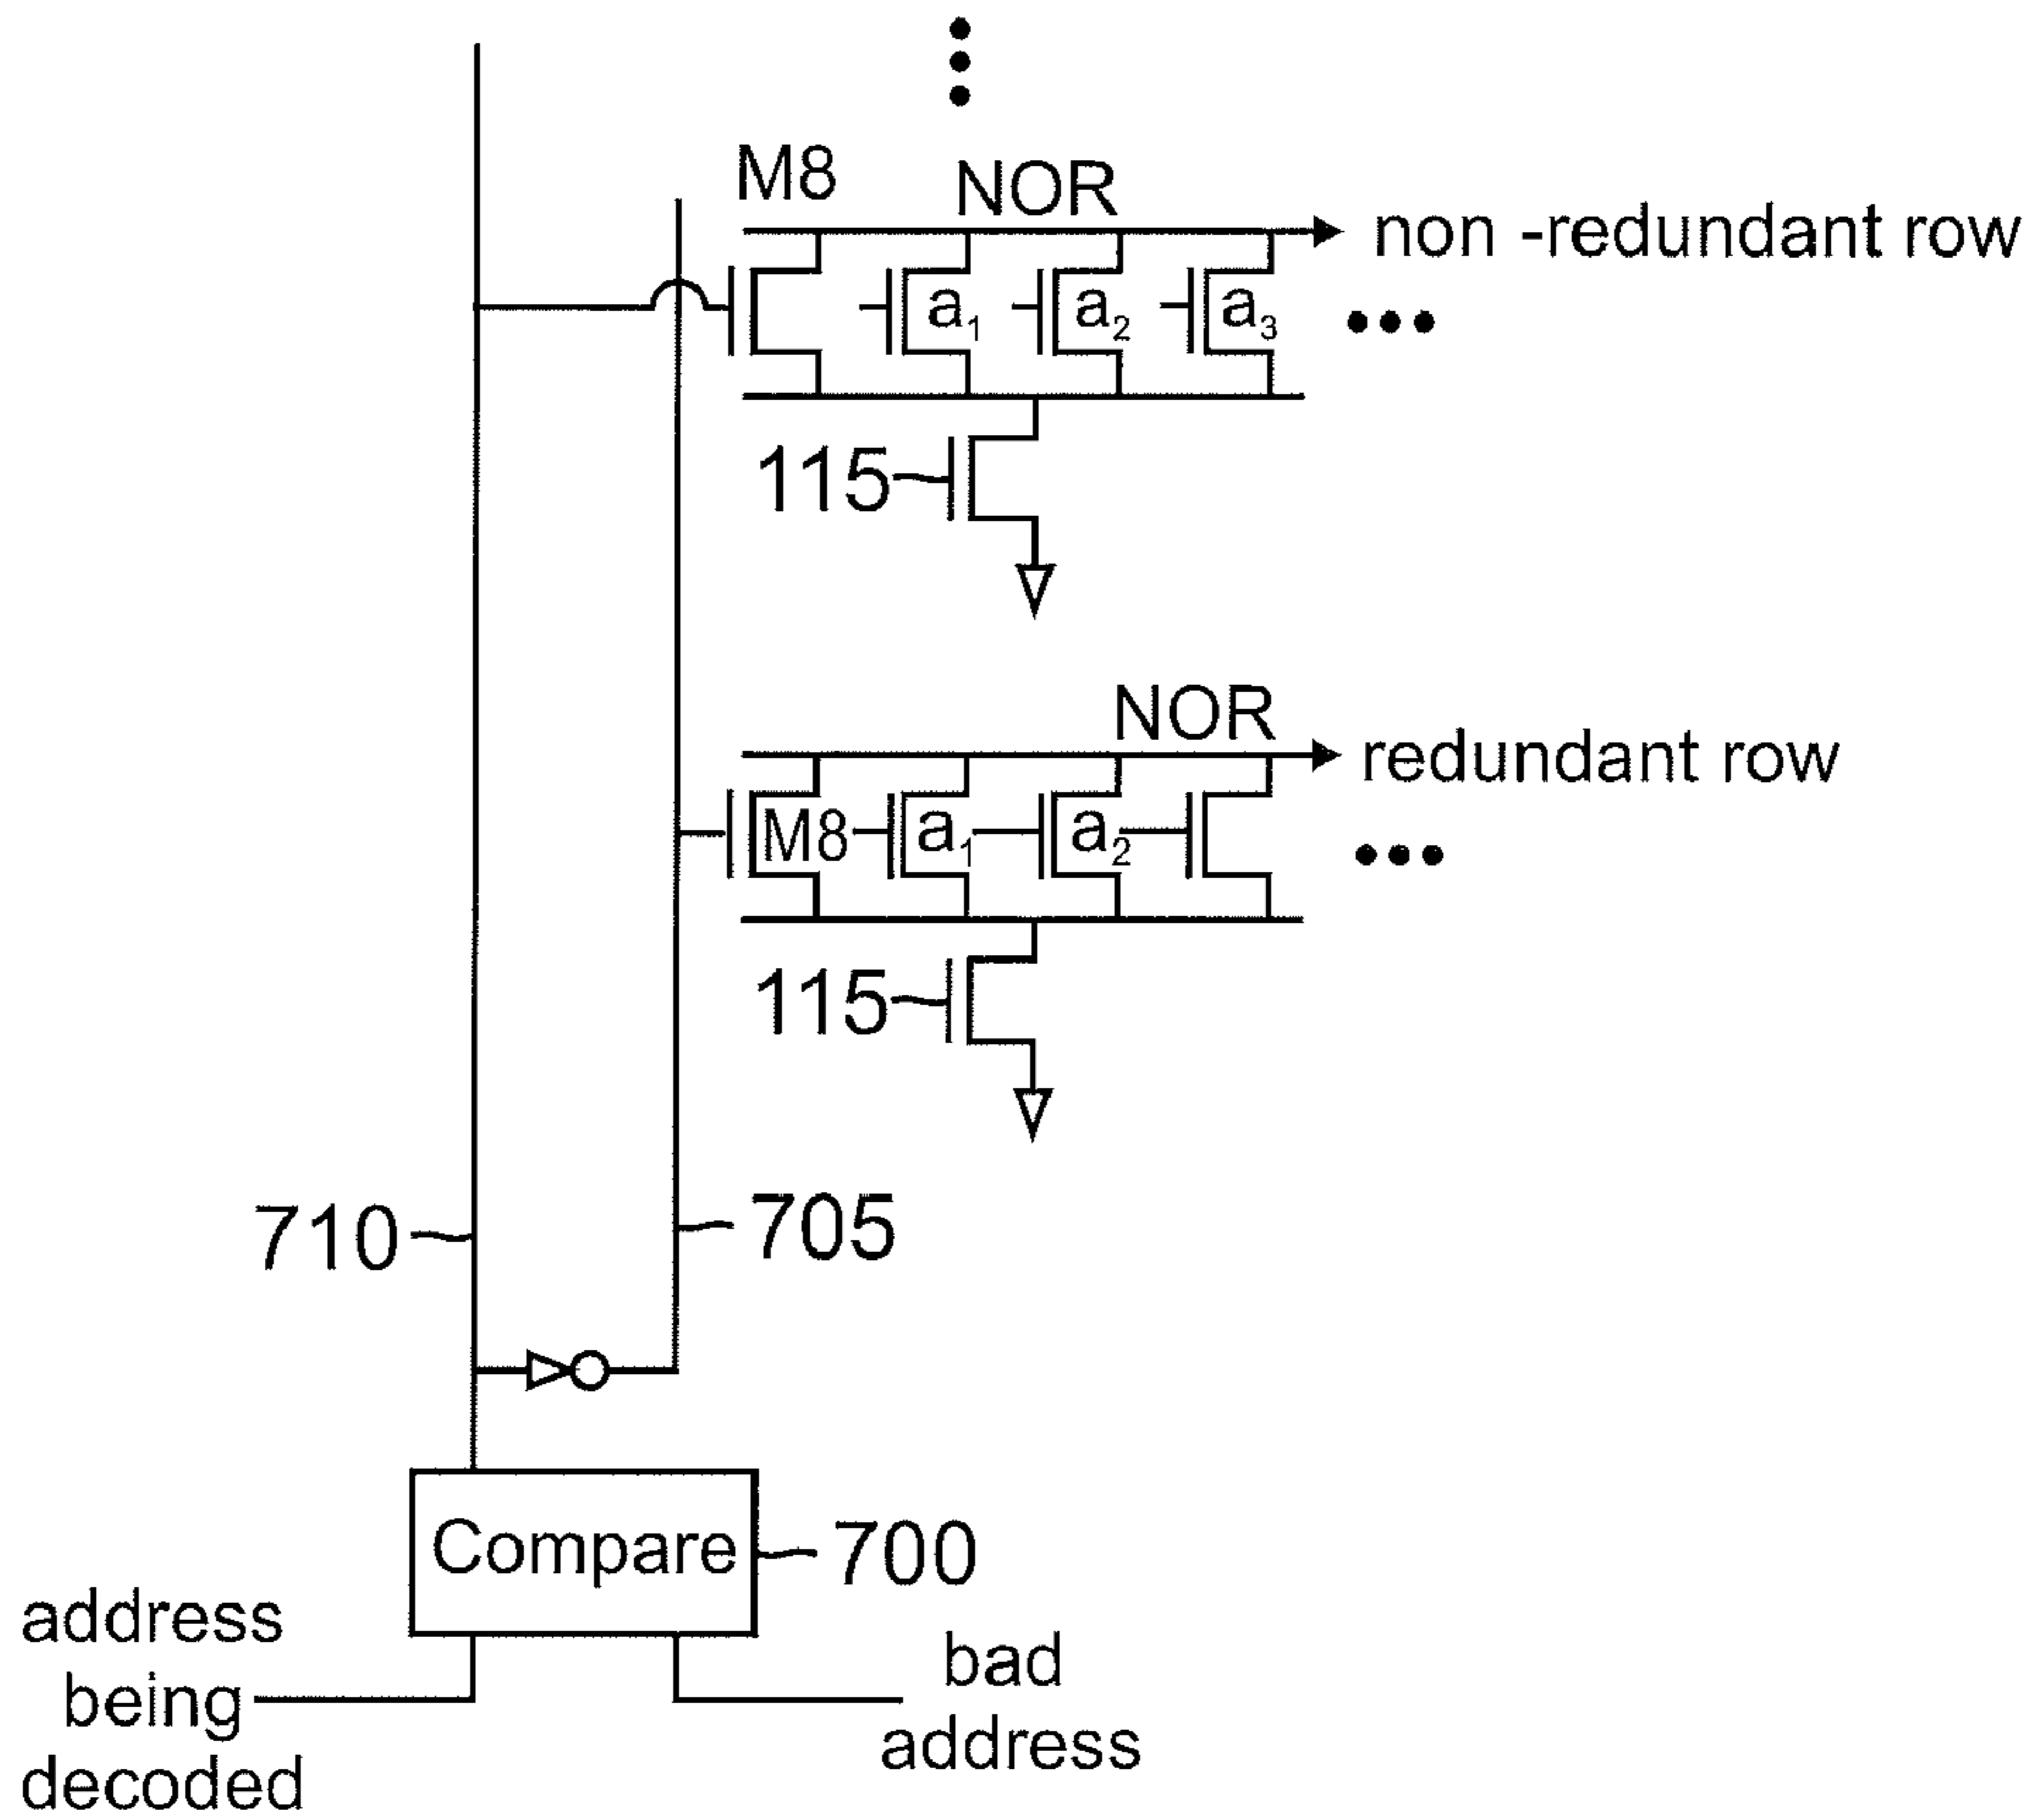 M8
NOR
non -redundant row
a1
a2
a3
115
NOR
redundant row
M8
a1
a2
115
710
705
Compare
700
address
being
decoded
bad
address